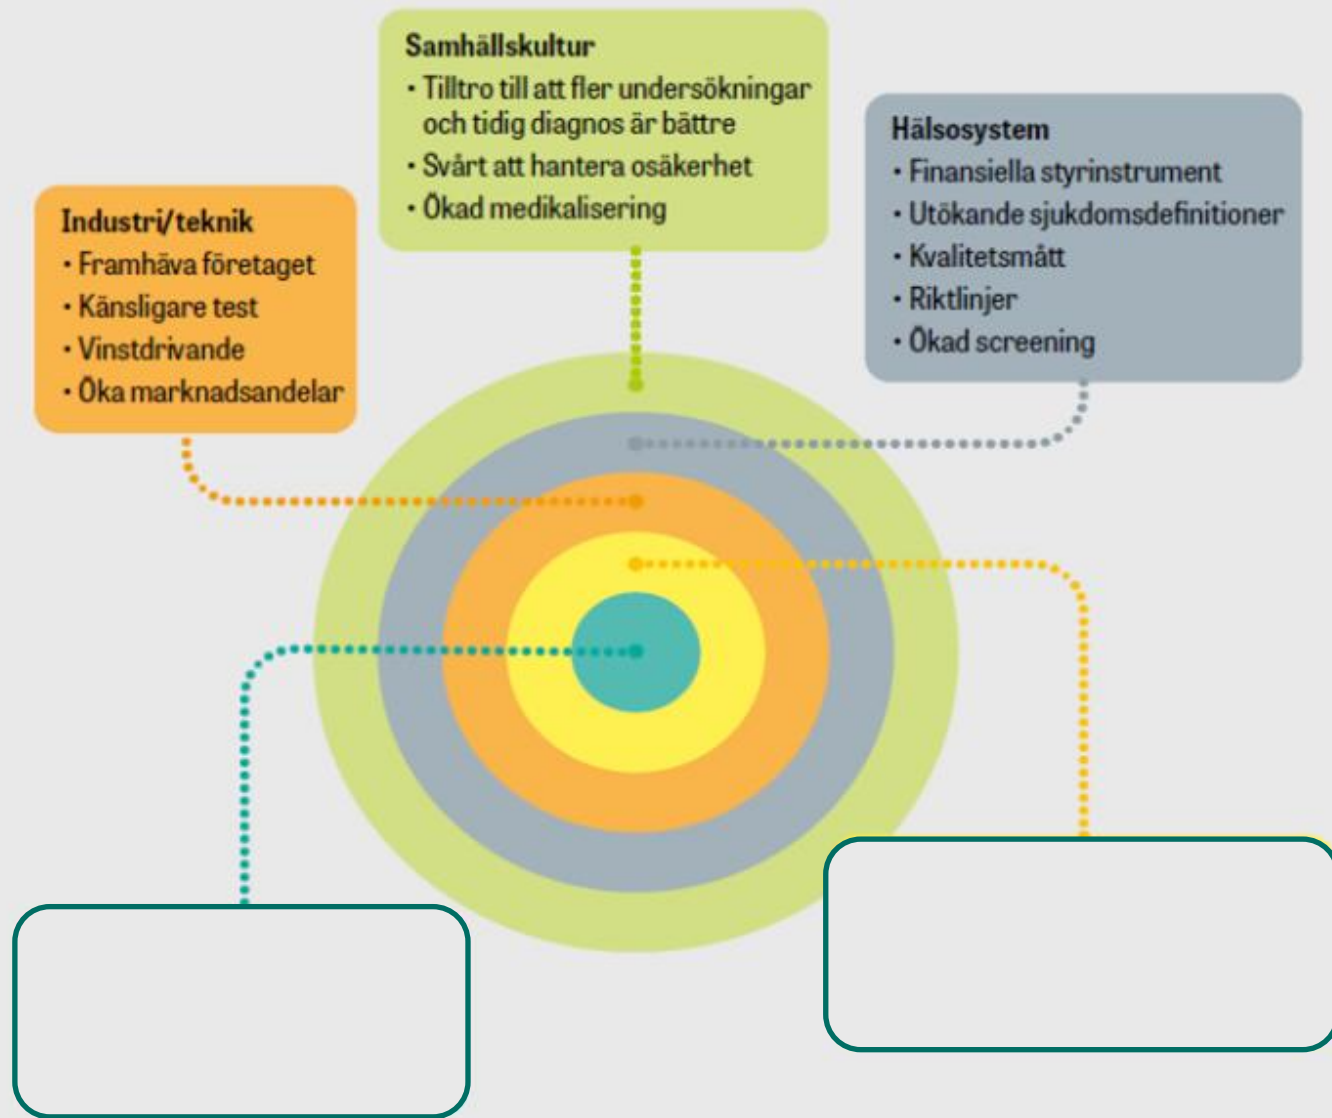 Samhällskultur
· Tilltro till att fler undersökningar
och tidig diagnos är bättre
· Svårt att hantera osäkerhet
· Ökad medikalisering
Hälsosystem
· Finansiella styrinstrument
· Utökande sjukdomsdefinitioner
· Kvalitetsmått
· Riktlinjer
· Ökad screening
Industri/teknik
· Framhäva företaget
· Känsligare test
· Vinstdrivande
· Öka marknadsandelar